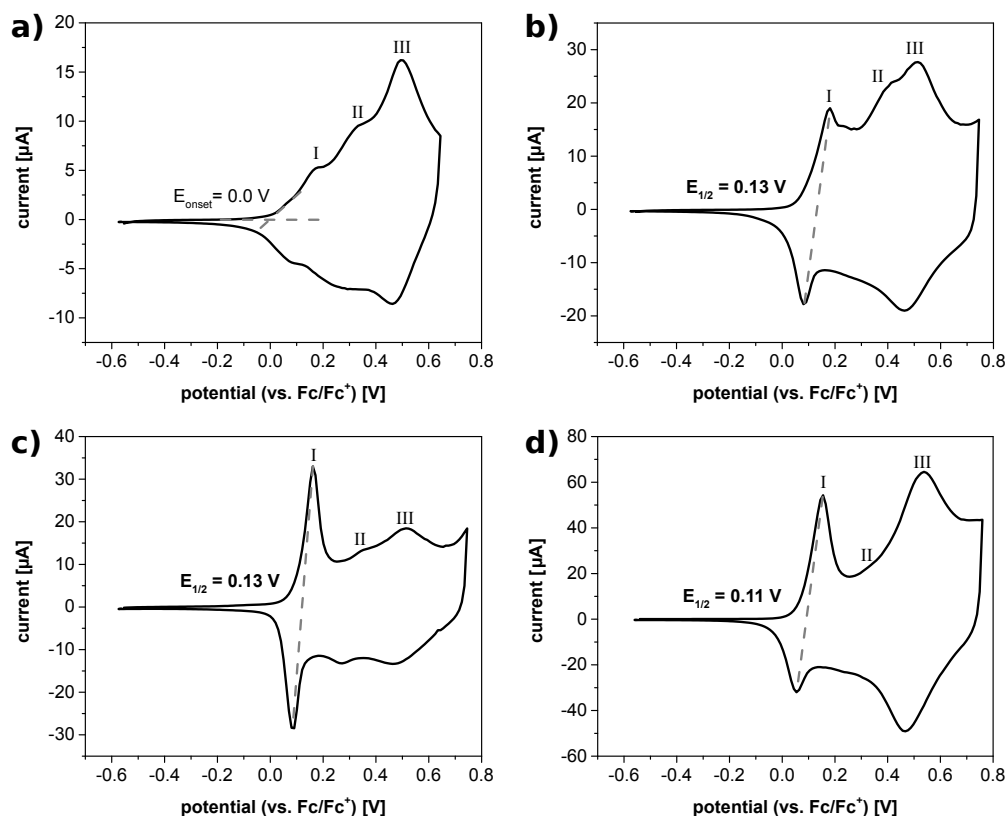 a)
20
15
10
5
0
-5
-10
current [µA]
I
II
III
E_onset = 0.0 V
-0.6 -0.4 -0.2 0.0 0.2 0.4 0.6 0.8
potential (vs. Fc/Fc⁺) [V]
b)
30
20
10
0
-10
-20
current [µA]
I
II
III
E_1/2 = 0.13 V
-0.6 -0.4 -0.2 0.0 0.2 0.4 0.6 0.8
potential (vs. Fc/Fc⁺) [V]
c)
40
30
20
10
0
-10
-20
-30
current [µA]
I
II
III
E_1/2 = 0.13 V
-0.6 -0.4 -0.2 0.0 0.2 0.4 0.6 0.8
potential (vs. Fc/Fc⁺) [V]
d)
80
60
40
20
0
-20
-40
-60
current [µA]
I
II
III
E_1/2 = 0.11 V
-0.6 -0.4 -0.2 0.0 0.2 0.4 0.6 0.8
potential (vs. Fc/Fc⁺) [V]